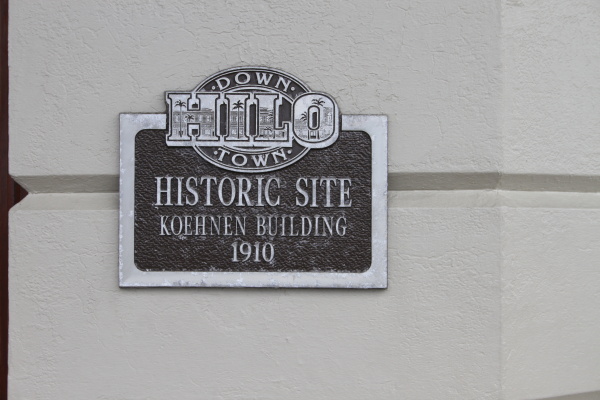 ·DOWN·
HILO
·TOWN·
HISTORIC SITE
KOEHNEN BUILDING
1910